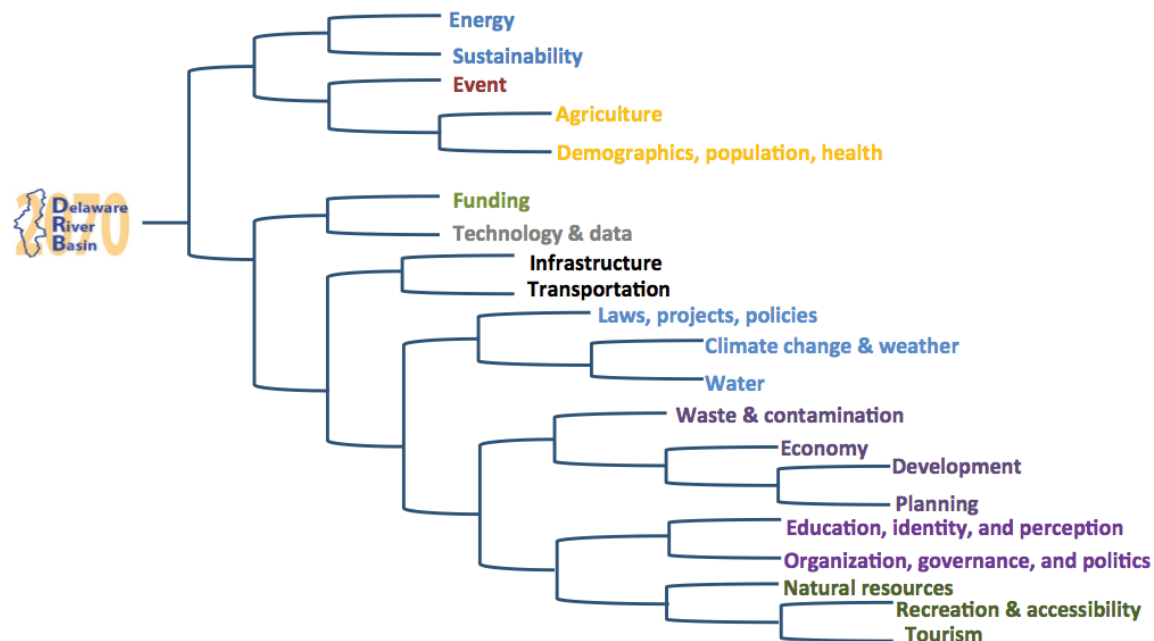 Energy
Sustainability
Event
Agriculture
Demographics, population, health
2070
Delaware
River
Basin
Funding
Technology & data
Infrastructure
Transportation
Laws, projects, policies
Climate change & weather
Water
Waste & contamination
Economy
Development
Planning
Education, identity, and perception
Organization, governance, and politics
Natural resources
Recreation & accessibility
Tourism